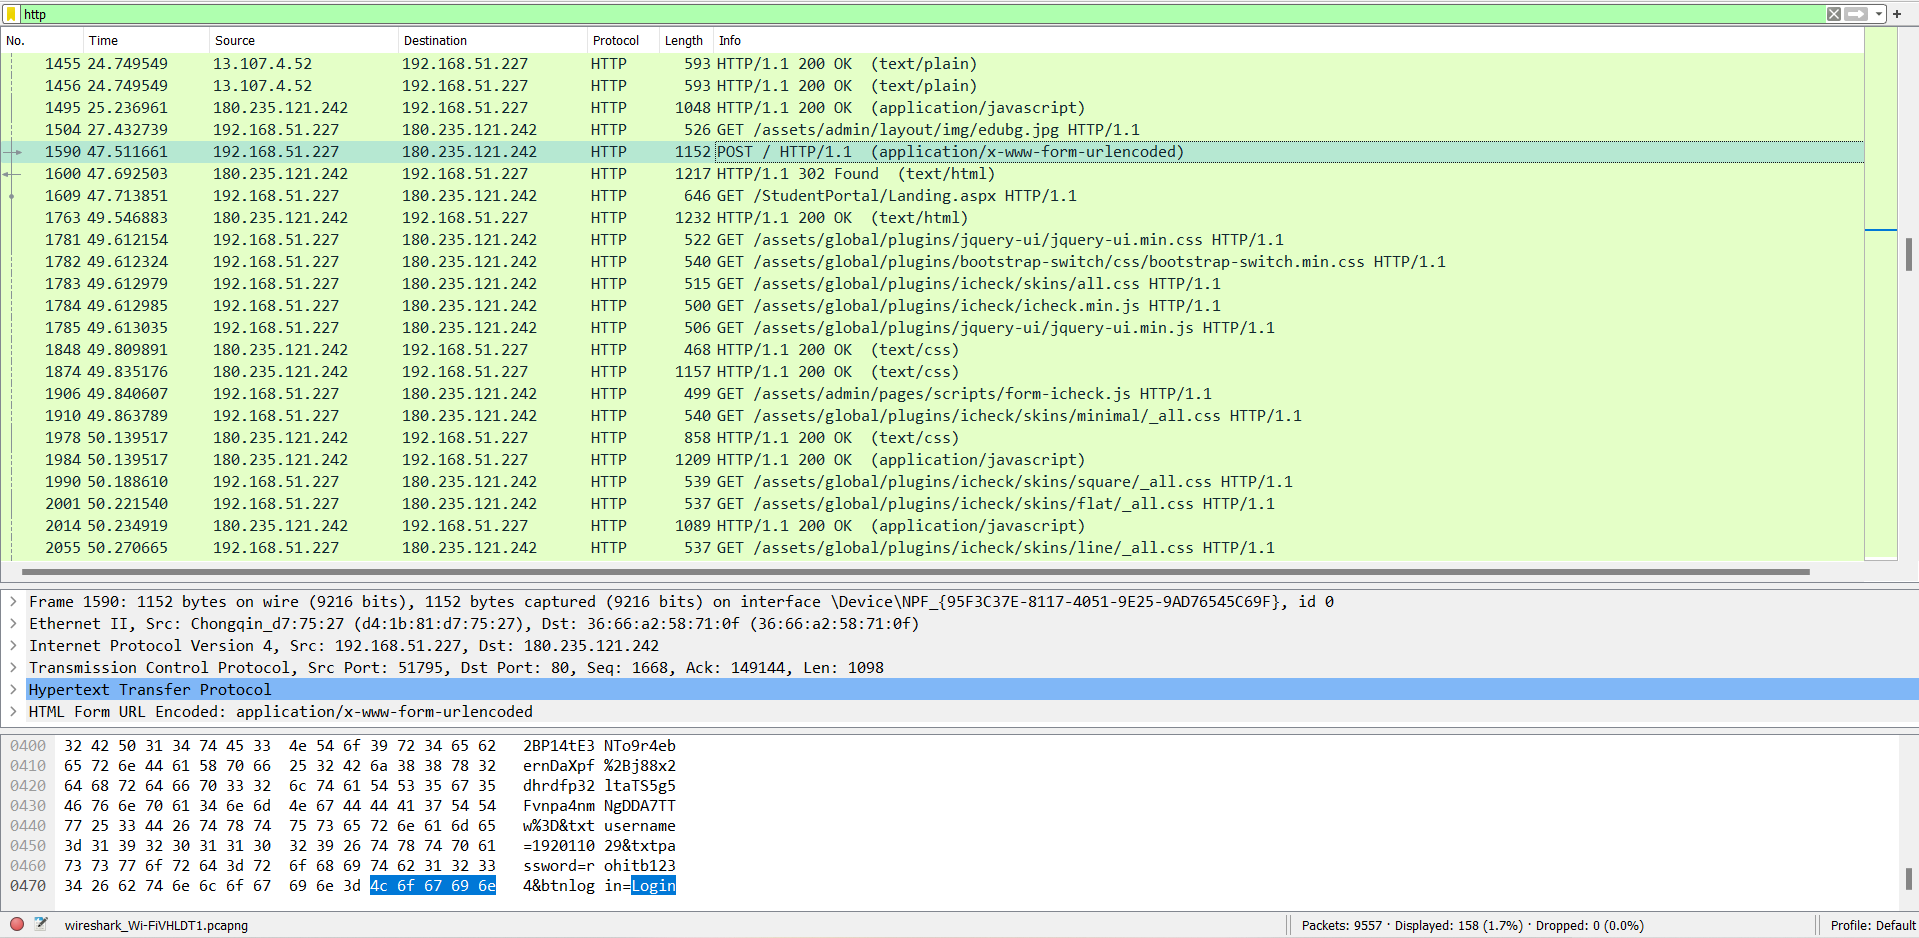 http
No. Time Source Destination Protocol Length Info
1455 24.749549 13.107.4.52 192.168.51.227 HTTP 593 HTTP/1.1 200 OK (text/plain)
1456 24.749549 13.107.4.52 192.168.51.227 HTTP 593 HTTP/1.1 200 OK (text/plain)
1495 25.236961 180.235.121.242 192.168.51.227 HTTP 1048 HTTP/1.1 200 OK (application/javascript)
1504 27.432739 192.168.51.227 180.235.121.242 HTTP 526 GET /assets/admin/layout/img/edubg.jpg HTTP/1.1
1590 47.511661 192.168.51.227 180.235.121.242 HTTP 1152 POST / HTTP/1.1 (application/x-www-form-urlencoded)
1600 47.692503 180.235.121.242 192.168.51.227 HTTP 1217 HTTP/1.1 302 Found (text/html)
1609 47.713851 192.168.51.227 180.235.121.242 HTTP 646 GET /StudentPortal/Landing.aspx HTTP/1.1
1763 49.546883 180.235.121.242 192.168.51.227 HTTP 1232 HTTP/1.1 200 OK (text/html)
1781 49.612154 192.168.51.227 180.235.121.242 HTTP 522 GET /assets/global/plugins/jquery-ui/jquery-ui.min.css HTTP/1.1
1782 49.612324 192.168.51.227 180.235.121.242 HTTP 540 GET /assets/global/plugins/bootstrap-switch/css/bootstrap-switch.min.css HTTP/1.1
1783 49.612979 192.168.51.227 180.235.121.242 HTTP 515 GET /assets/global/plugins/icheck/skins/all.css HTTP/1.1
1784 49.612985 192.168.51.227 180.235.121.242 HTTP 500 GET /assets/global/plugins/icheck/icheck.min.js HTTP/1.1
1785 49.613035 192.168.51.227 180.235.121.242 HTTP 506 GET /assets/global/plugins/jquery-ui/jquery-ui.min.js HTTP/1.1
1848 49.809891 180.235.121.242 192.168.51.227 HTTP 468 HTTP/1.1 200 OK (text/css)
1874 49.835176 180.235.121.242 192.168.51.227 HTTP 1157 HTTP/1.1 200 OK (text/css)
1906 49.840607 192.168.51.227 180.235.121.242 HTTP 499 GET /assets/admin/pages/scripts/form-icheck.js HTTP/1.1
1910 49.863789 192.168.51.227 180.235.121.242 HTTP 540 GET /assets/global/plugins/icheck/skins/minimal/_all.css HTTP/1.1
1978 50.139517 180.235.121.242 192.168.51.227 HTTP 858 HTTP/1.1 200 OK (text/css)
1984 50.139517 180.235.121.242 192.168.51.227 HTTP 1209 HTTP/1.1 200 OK (application/javascript)
1990 50.188610 192.168.51.227 180.235.121.242 HTTP 539 GET /assets/global/plugins/icheck/skins/square/_all.css HTTP/1.1
2001 50.221540 192.168.51.227 180.235.121.242 HTTP 537 GET /assets/global/plugins/icheck/skins/flat/_all.css HTTP/1.1
2014 50.234919 180.235.121.242 192.168.51.227 HTTP 1089 HTTP/1.1 200 OK (application/javascript)
2055 50.270665 192.168.51.227 180.235.121.242 HTTP 537 GET /assets/global/plugins/icheck/skins/line/_all.css HTTP/1.1
Frame 1590: 1152 bytes on wire (9216 bits), 1152 bytes captured (9216 bits) on interface \Device\NPF_{95F3C37E-8117-4051-9E25-9AD76545C69F}, id 0
Ethernet II, Src: Chongqin_d7:75:27 (d4:1b:81:d7:75:27), Dst: 36:66:a2:58:71:0f (36:66:a2:58:71:0f)
Internet Protocol Version 4, Src: 192.168.51.227, Dst: 180.235.121.242
Transmission Control Protocol, Src Port: 51795, Dst Port: 80, Seq: 1668, Ack: 149144, Len: 1098
Hypertext Transfer Protocol
HTML Form URL Encoded: application/x-www-form-urlencoded
0400 32 42 50 31 34 74 45 33 4e 54 6f 39 72 34 65 62 2BP14tE3 NTo9r4eb
0410 65 72 6e 44 61 58 70 66 25 32 42 6a 38 38 78 32 ernDaXpf %2Bj88x2
0420 64 68 72 64 66 70 33 32 6c 74 61 54 53 35 67 35 dhrdfp32 ltaTS5g5
0430 46 76 6e 70 61 34 6e 6d 4e 67 44 44 41 37 54 54 Fvnpa4nm NgDDA7TT
0440 77 25 33 44 26 74 78 74 75 73 65 72 6e 61 6d 65 w%3D&txt username
0450 3d 31 39 32 30 31 31 30 32 39 26 74 78 74 70 61 =1920110 29&txtpa
0460 73 73 77 6f 72 64 3d 72 6f 68 69 74 62 31 32 33 ssword=r ohitb123
0470 34 26 62 74 6e 6c 6f 67 69 6e 3d 4c 6f 67 69 6e 4&btnlog in=Login
wireshark_Wi-FiVHLDT1.pcapng Packets: 9557 · Displayed: 158 (1.7%) · Dropped: 0 (0.0%) Profile: Default